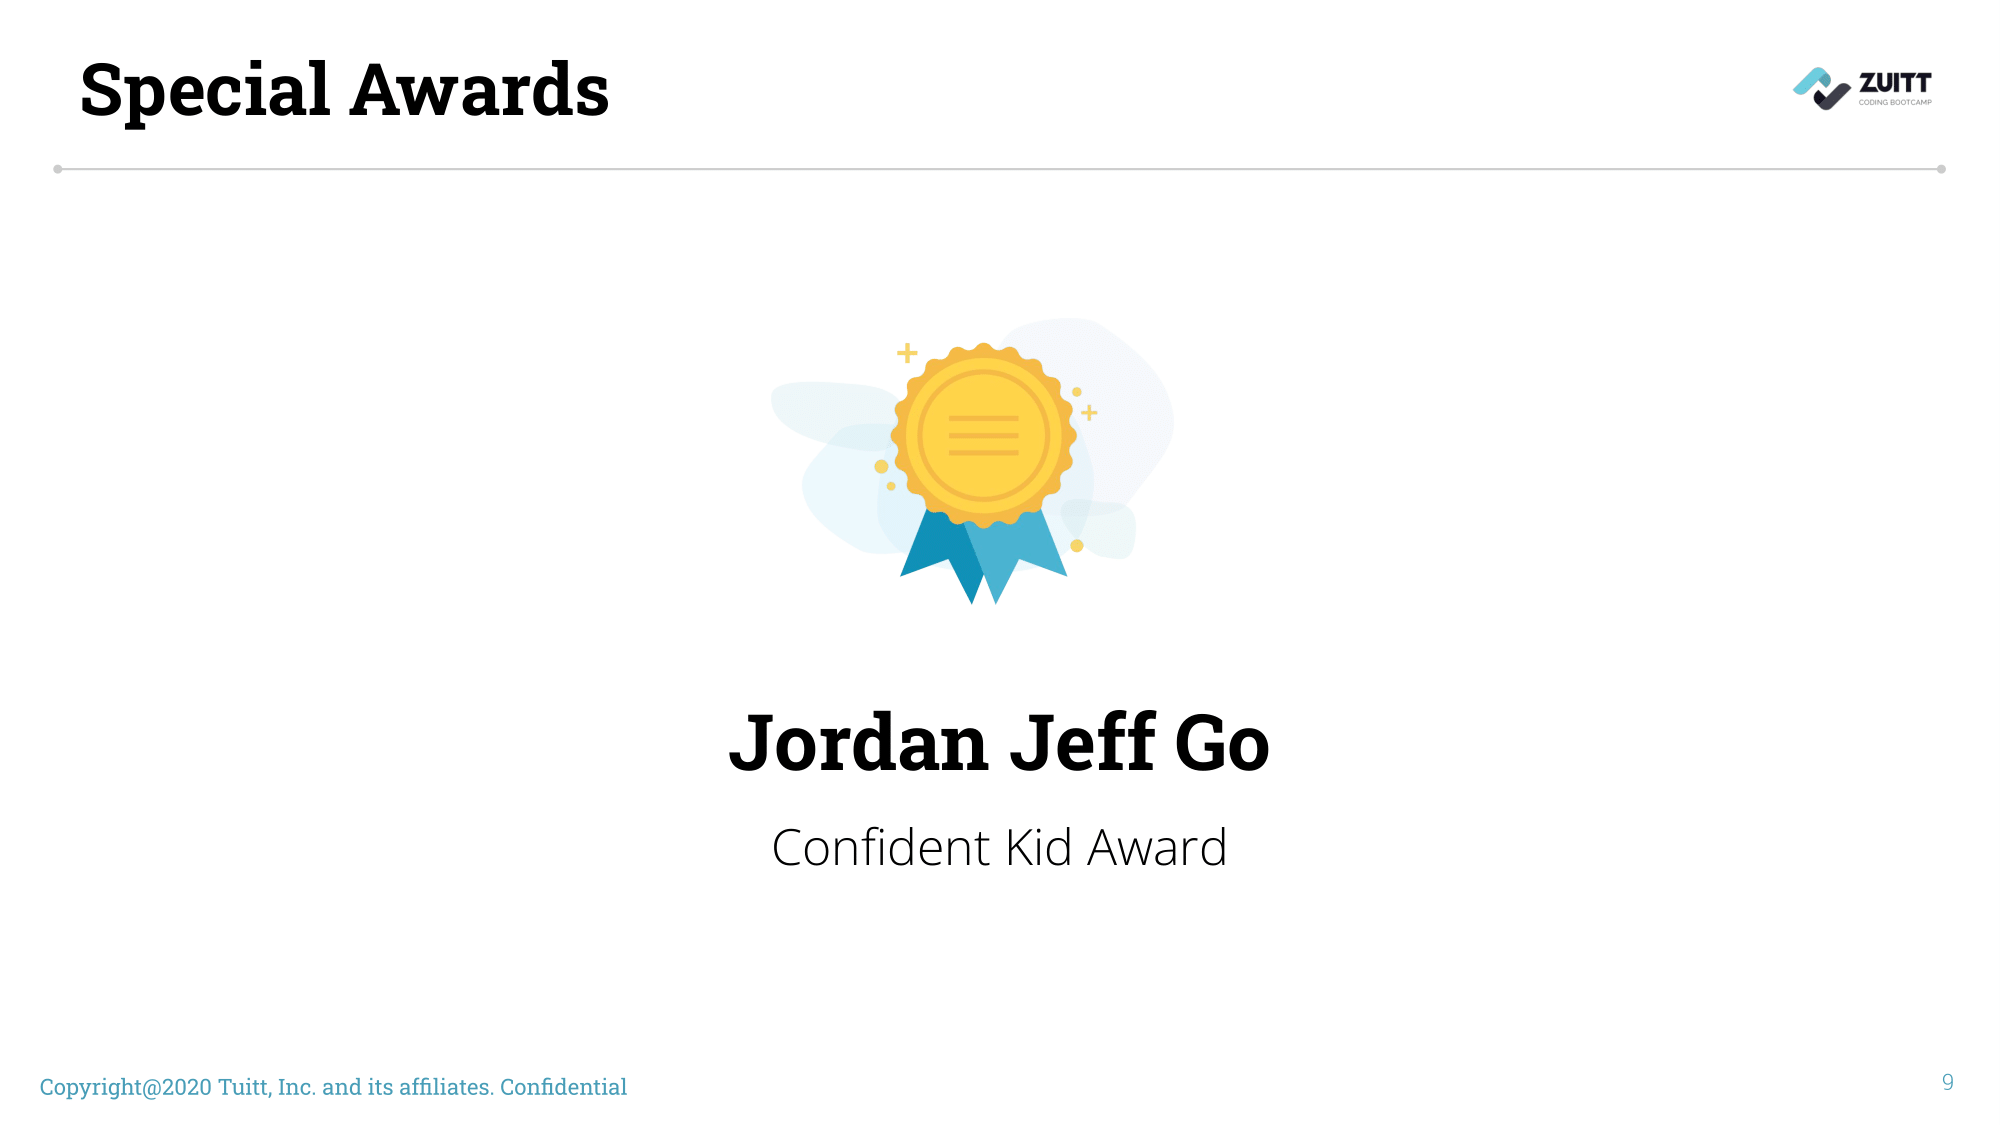 Special Awards
ZUITT
CODING BOOTCAMP
Jordan Jeff Go
Confident Kid Award
Copyright@2020 Tuitt, Inc. and its affiliates. Confidential
9